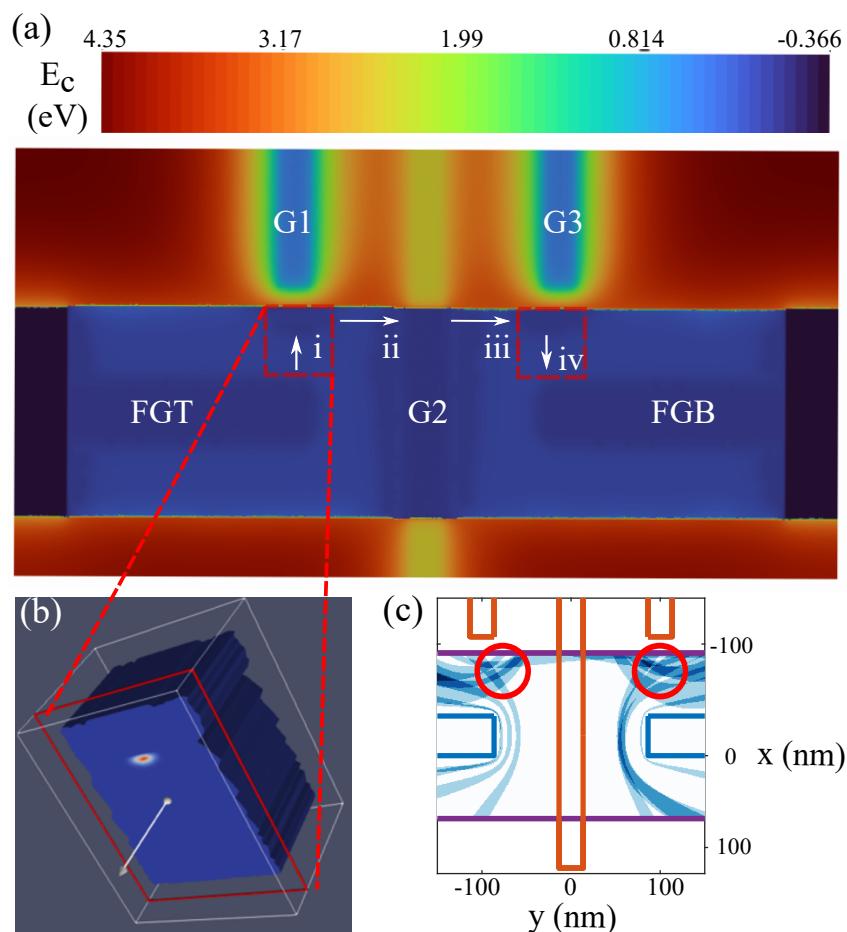 (a)
4.35 3.17 1.99 0.814 -0.366
Ec
(eV)
G1 G3
i ii iii iv
FGT G2 FGB
(b)
(c)
-100
0
100
x (nm)
-100 0 100
y (nm)